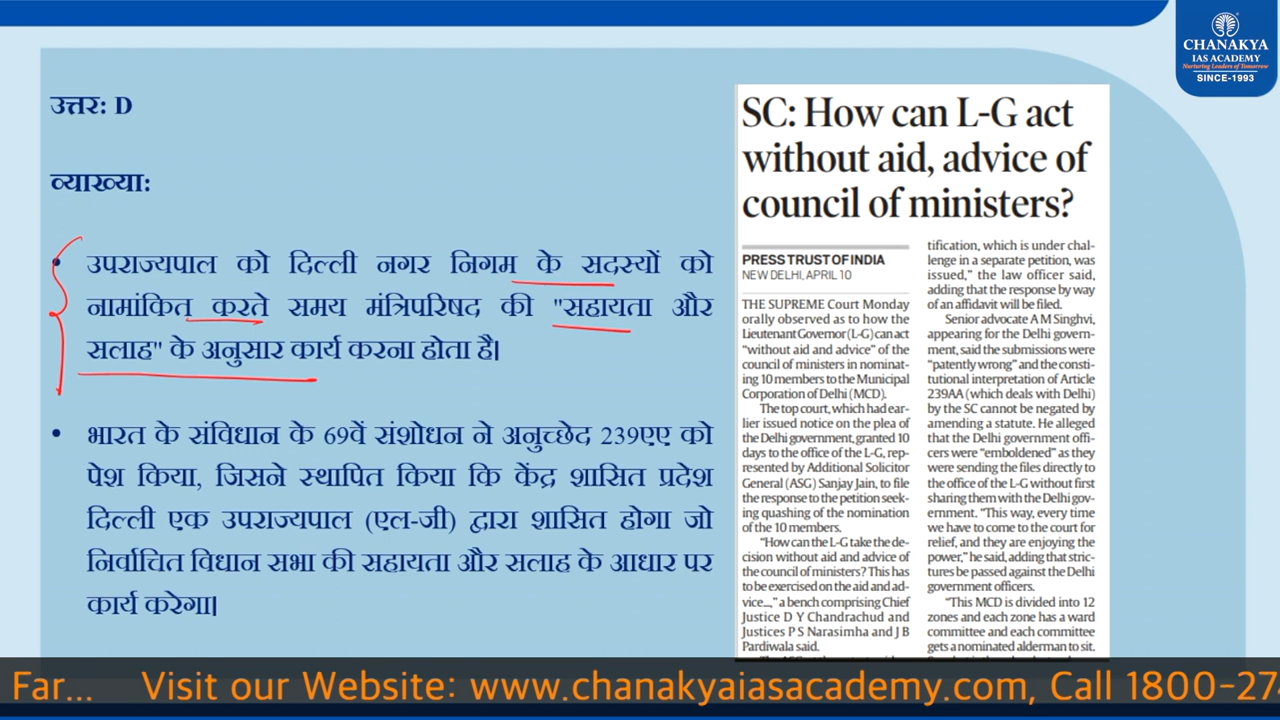 CHANAKYA
IAS ACADEMY
Nurturing Leaders of Tomorrow
SINCE-1993
उत्तर: D
व्याख्या:
• उपराज्यपाल को दिल्ली नगर निगम के सदस्यों को
नामांकित करते समय मंत्रिपरिषद की "सहायता और
सलाह" के अनुसार कार्य करना होता है।
• भारत के संविधान के 69वें संशोधन ने अनुच्छेद 239एए को
पेश किया, जिसने स्थापित किया कि केंद्र शासित प्रदेश
दिल्ली एक उपराज्यपाल (एल-जी) द्वारा शासित होगा जो
निर्वाचित विधान सभा की सहायता और सलाह के आधार पर
कार्य करेगा।
SC: How can L-G act
without aid, advice of
council of ministers?
PRESS TRUST OF INDIA
NEW DELHI, APRIL 10
THE SUPREME Court Monday
orally observed as to how the
Lieutenant Governor (L-G) can act
"without aid and advice" of the
council of ministers in nominat-
ing 10 members to the Municipal
Corporation of Delhi (MCD).
The top court, which had ear-
lier issued notice on the plea of
the Delhi government, granted 10
days to the office of the L-G, rep-
resented by Additional Solicitor
General (ASG) Sanjay Jain, to file
the response to the petition seek-
ing quashing of the nomination
of the 10 members.
"How can the L-G take the de-
cision without aid and advice of
the council of ministers? This has
to be exercised on the aid and ad-
vice...," a bench comprising Chief
Justice D Y Chandrachud and
Justices P S Narasimha and J B
Pardiwala said.
tification, which is under chal-
lenge in a separate petition, was
issued," the law officer said,
adding that the response by way
of an affidavit will be filed.
Senior advocate A M Singhvi,
appearing for the Delhi govern-
ment, said the submissions were
"patently wrong" and the consti-
tutional interpretation of Article
239AA (which deals with Delhi)
by the SC cannot be negated by
amending a statute. He alleged
that the Delhi government offi-
cers were "emboldened" as they
were sending the files directly to
the office of the L-G without first
sharing them with the Delhi gov-
ernment. "This way, every time
we have to come to the court for
relief, and they are enjoying the
power," he said, adding that stric-
tures be passed against the Delhi
government officers.
"This MCD is divided into 12
zones and each zone has a ward
committee and each committee
gets a nominated alderman to sit.
Far... Visit our Website: www.chanakyaiasacademy.com, Call 1800-27